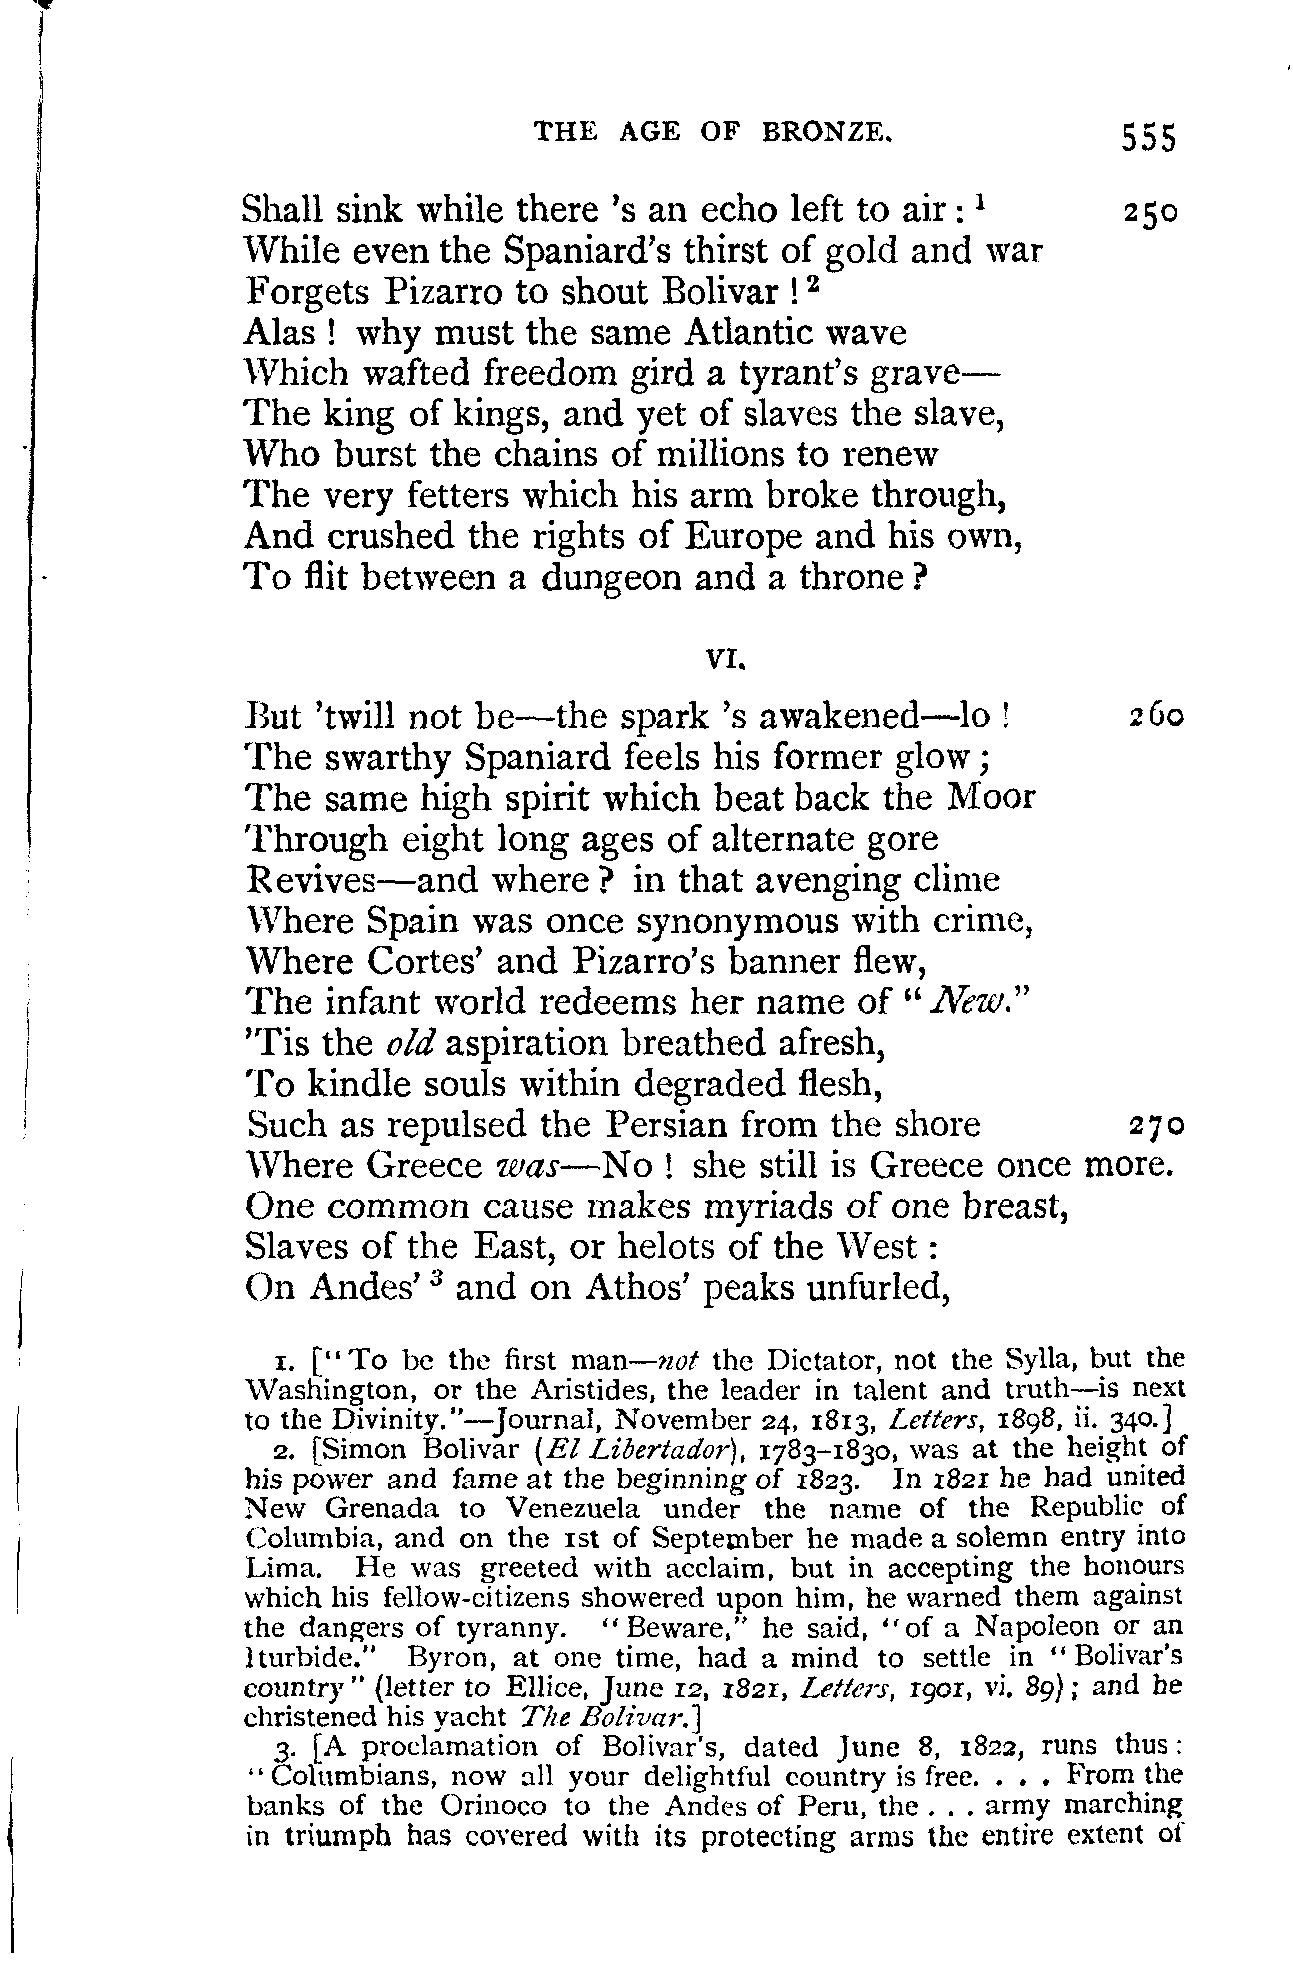 THE AGE OF BRONZE. 555
Shall sink while there 's an echo left to air : ¹ 250
While even the Spaniard's thirst of gold and war
Forgets Pizarro to shout Bolivar ! ²
Alas ! why must the same Atlantic wave
Which wafted freedom gird a tyrant's grave—
The king of kings, and yet of slaves the slave,
Who burst the chains of millions to renew
The very fetters which his arm broke through,
And crushed the rights of Europe and his own,
To flit between a dungeon and a throne ?
VI.
But 'twill not be—the spark 's awakened—lo ! 260
The swarthy Spaniard feels his former glow ;
The same high spirit which beat back the Moor
Through eight long ages of alternate gore
Revives—and where ? in that avenging clime
Where Spain was once synonymous with crime,
Where Cortes' and Pizarro's banner flew,
The infant world redeems her name of "New."
'Tis the old aspiration breathed afresh,
To kindle souls within degraded flesh,
Such as repulsed the Persian from the shore 270
Where Greece was—No ! she still is Greece once more.
One common cause makes myriads of one breast,
Slaves of the East, or helots of the West :
On Andes' ³ and on Athos' peaks unfurled,
1. ["To be the first man—not the Dictator, not the Sylla, but the
Washington, or the Aristides, the leader in talent and truth—is next
to the Divinity."—Journal, November 24, 1813, Letters, 1898, ii. 340.]
2. [Simon Bolivar (El Libertador), 1783–1830, was at the height of
his power and fame at the beginning of 1823. In 1821 he had united
New Grenada to Venezuela under the name of the Republic of
Columbia, and on the 1st of September he made a solemn entry into
Lima. He was greeted with acclaim, but in accepting the honours
which his fellow-citizens showered upon him, he warned them against
the dangers of tyranny. "Beware," he said, "of a Napoleon or an
Iturbide." Byron, at one time, had a mind to settle in "Bolivar's
country" (letter to Ellice, June 12, 1821, Letters, 1901, vi. 89) ; and he
christened his yacht The Bolivar.]
3. [A proclamation of Bolivar's, dated June 8, 1822, runs thus :
"Columbians, now all your delightful country is free. . . . From the
banks of the Orinoco to the Andes of Peru, the . . . army marching
in triumph has covered with its protecting arms the entire extent of